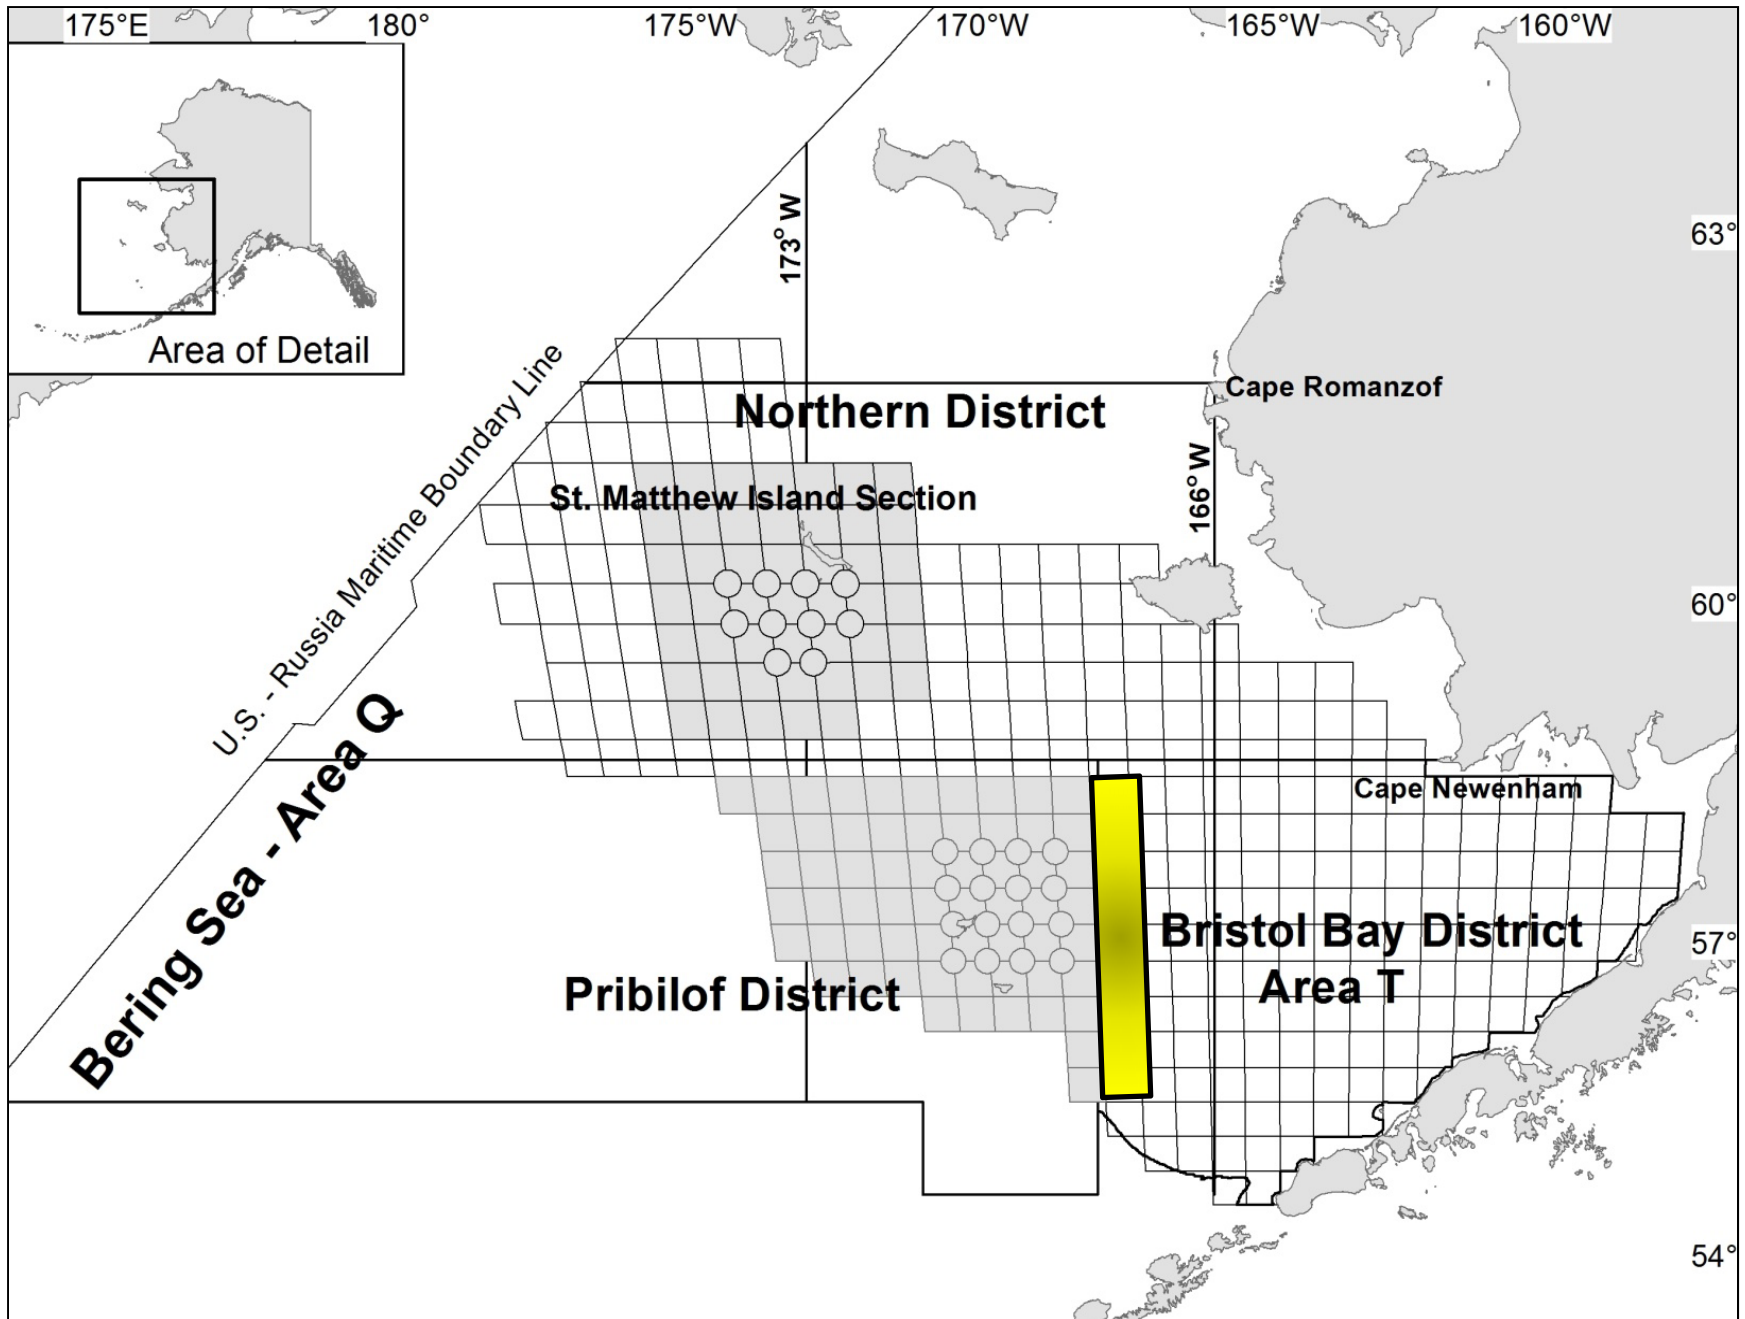 175°E
180°
175°W
170°W
165°W
160°W
Area of Detail
173° W
63°
U.S. - Russia Maritime Boundary Line
Cape Romanzof
Northern District
166° W
St. Matthew Island Section
60°
Bering Sea - Area Q
Cape Newenham
Bristol Bay District
Area T
57°
Pribilof District
54°